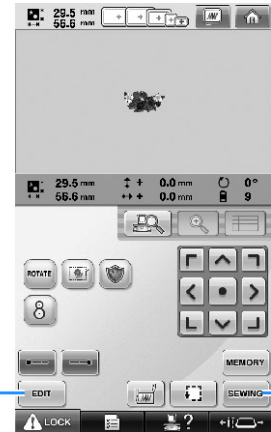 29.5 mm
56.6 mm
29.5 mm + 0.0 mm 0°
56.6 mm + 0.0 mm 9
ROTATE
8
MEMORY
EDIT SEWING
LOCK ?